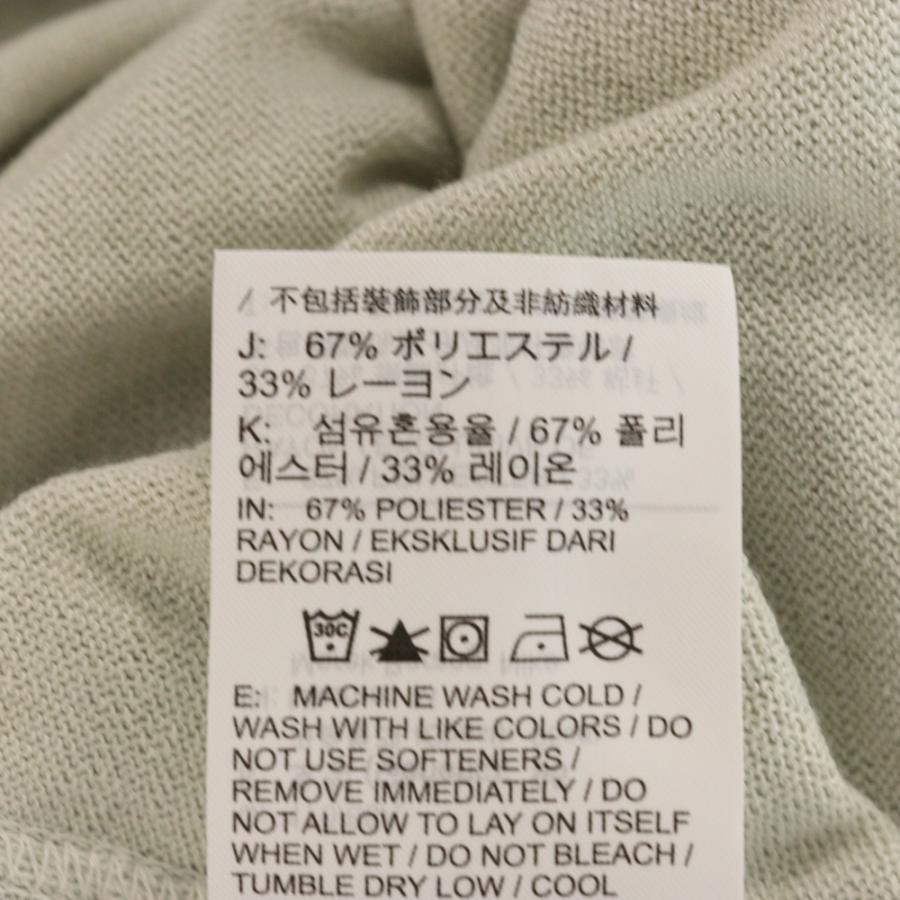 / 不包括裝飾部分及非紡織材料
J: 67% ポリエステル /
33% レーヨン
K: 섬유혼용율 / 67% 폴리
에스터 / 33% 레이온
IN: 67% POLIESTER / 33%
RAYON / EKSKLUSIF DARI
DEKORASI
30C
E: MACHINE WASH COLD /
WASH WITH LIKE COLORS / DO
NOT USE SOFTENERS /
REMOVE IMMEDIATELY / DO
NOT ALLOW TO LAY ON ITSELF
WHEN WET / DO NOT BLEACH /
TUMBLE DRY LOW / COOL